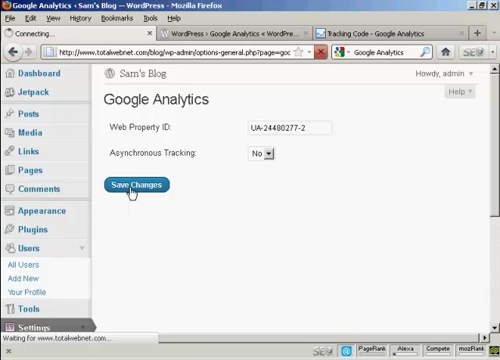 Google Analytics ‹ Sam's Blog — WordPress — Mozilla Firefox
Edit View History Bookmarks Tools Help
Connecting...
WordPress › Google Analytics « WordPres...
Tracking Code - Google Analytics
http://www.totalwebnet.com/blog/wp-admin/options-general.php?page=goc
Google Analytics
Dashboard
Jetpack
Posts
Media
Links
Pages
Comments
Appearance
Plugins
Users
All Users
Add New
Your Profile
Tools
Settings
Sam's Blog
Howdy, admin
Help
Google Analytics
Web Property ID:
UA-24480277-2
Asynchronous Tracking:
No
Save Changes
Waiting for www.totalwebnet.com...
PageRank
Alexa
Compete
mozRank